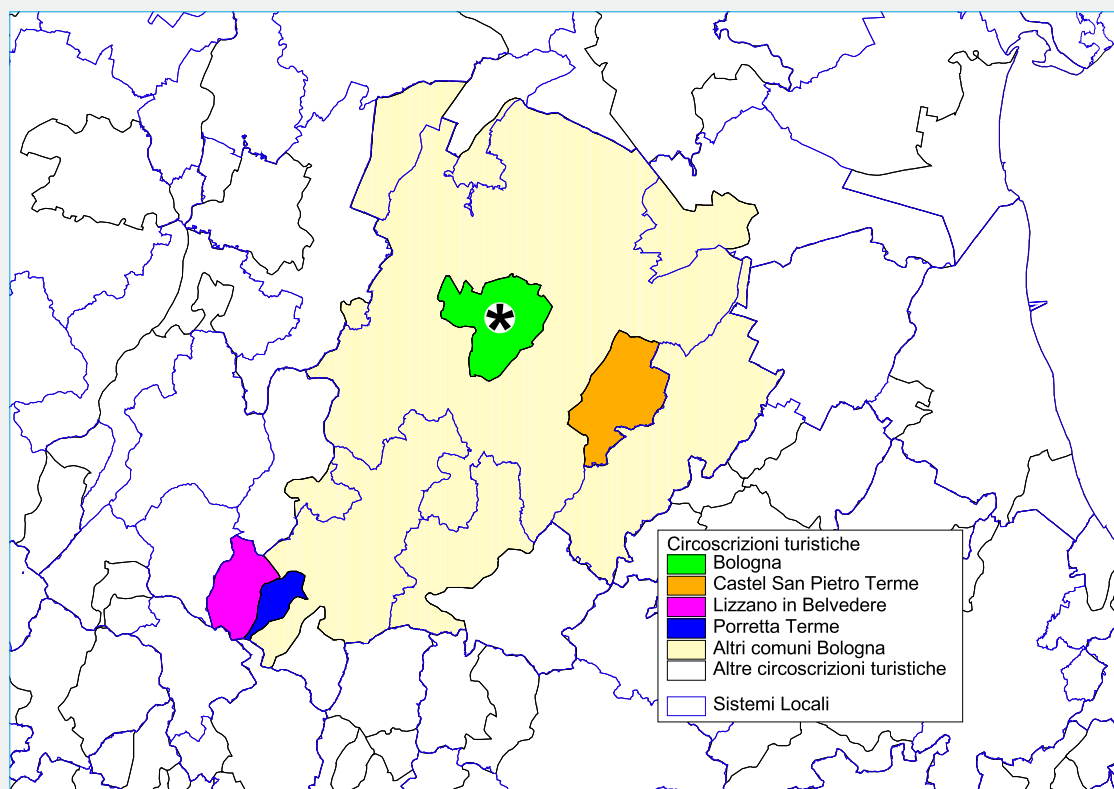 Circoscrizioni turistiche
Bologna
Castel San Pietro Terme
Lizzano in Belvedere
Porretta Terme
Altri comuni Bologna
Altre circoscrizioni turistiche
Sistemi Locali